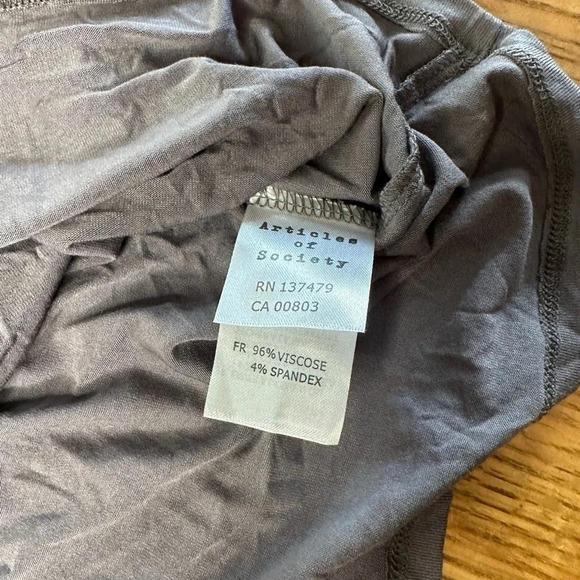 Articles
of
Society
RN 137479
CA 00803
FR 96% VISCOSE
4% SPANDEX